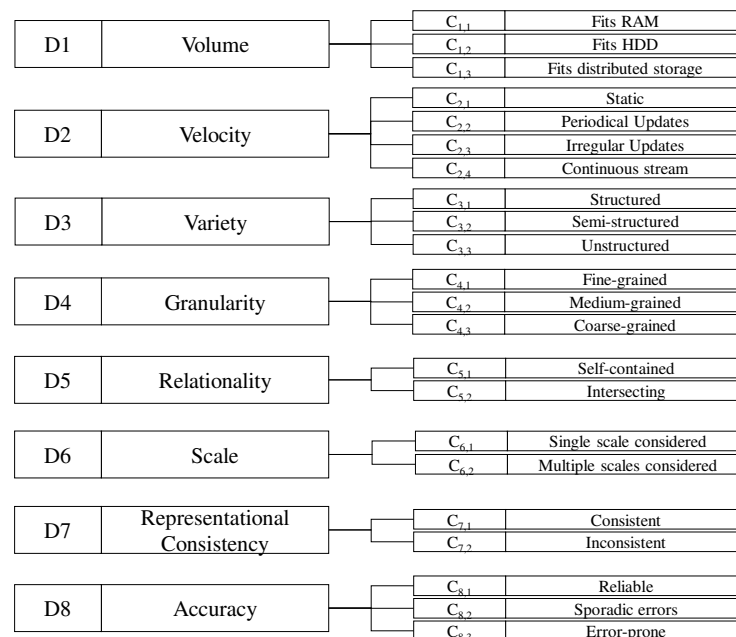 D1 Volume
C1,1 Fits RAM
C1,2 Fits HDD
C1,3 Fits distributed storage
D2 Velocity
C2,1 Static
C2,2 Periodical Updates
C2,3 Irregular Updates
C2,4 Continuous stream
D3 Variety
C3,1 Structured
C3,2 Semi-structured
C3,3 Unstructured
D4 Granularity
C4,1 Fine-grained
C4,2 Medium-grained
C4,3 Coarse-grained
D5 Relationality
C5,1 Self-contained
C5,2 Intersecting
D6 Scale
C6,1 Single scale considered
C6,2 Multiple scales considered
D7 Representational
Consistency
C7,1 Consistent
C7,2 Inconsistent
D8 Accuracy
C8,1 Reliable
C8,2 Sporadic errors
C8,3 Error-prone